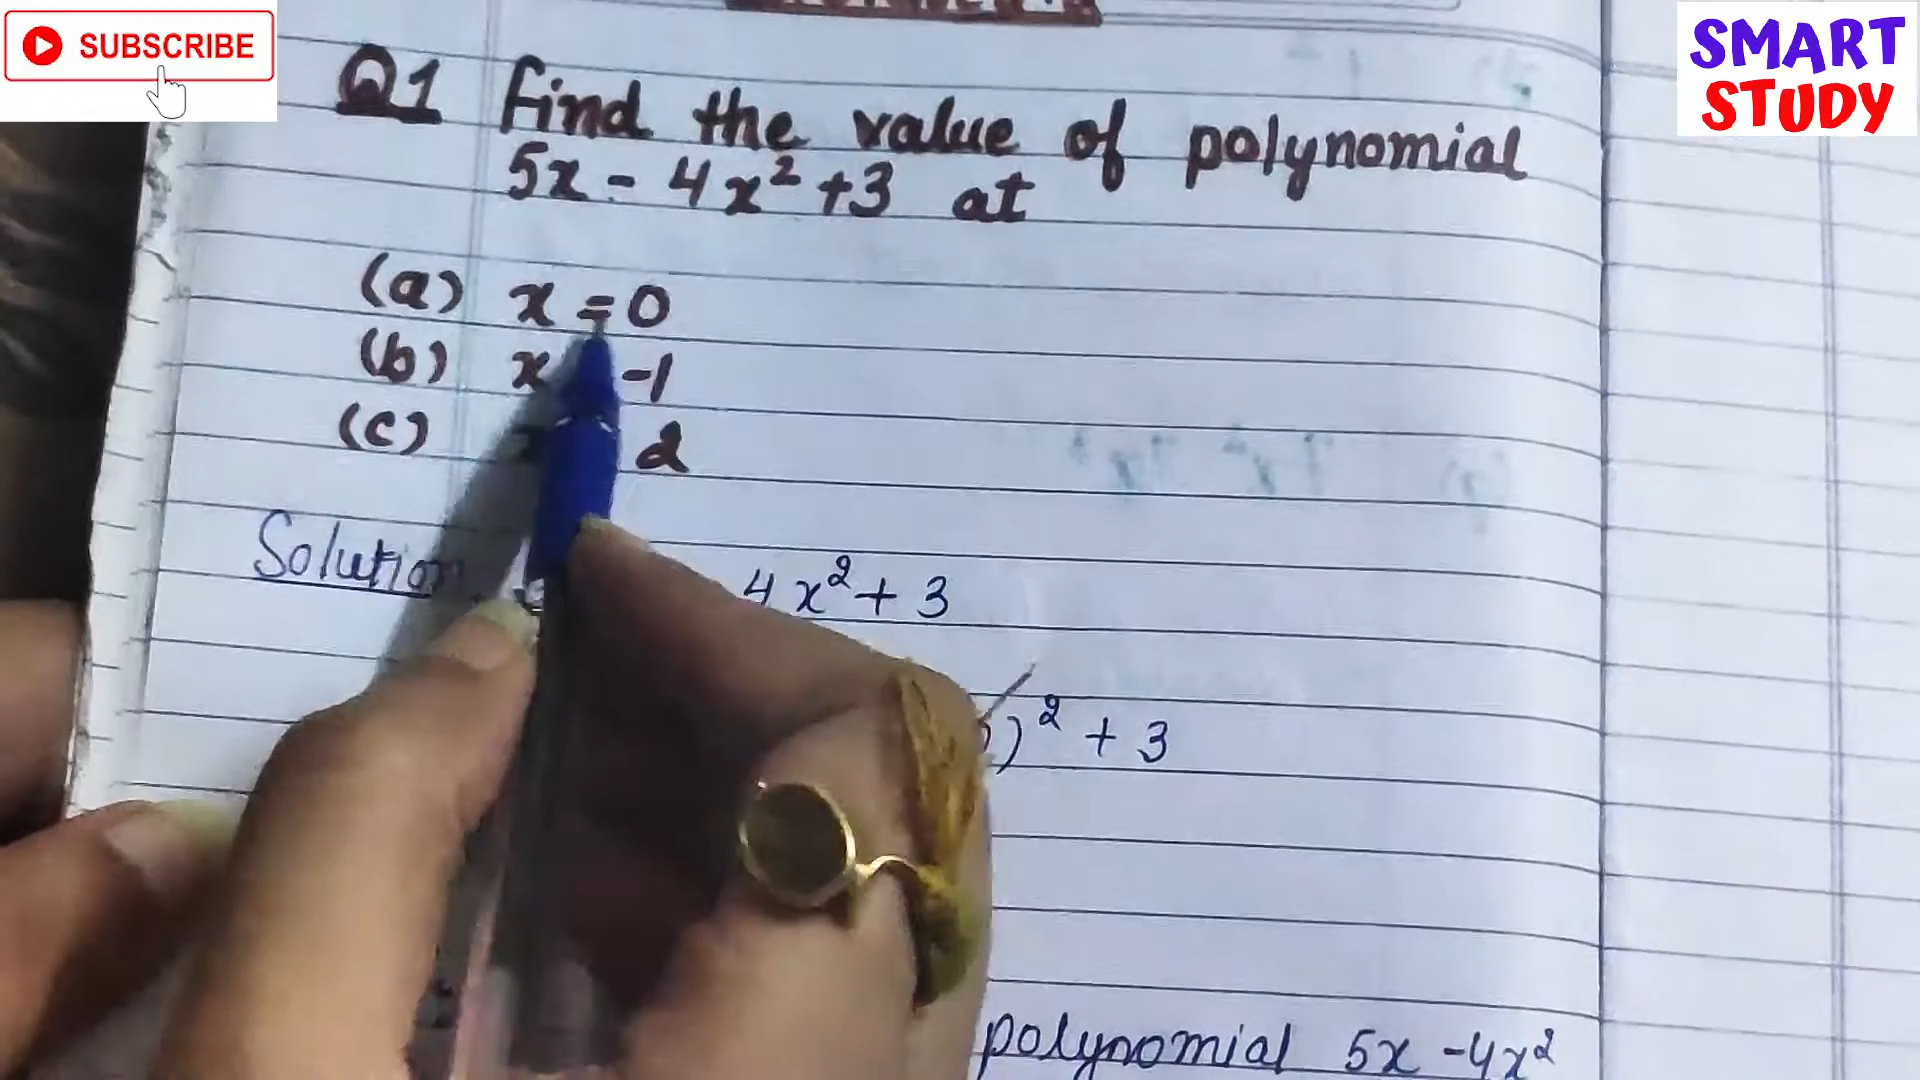 SUBSCRIBE
SMART
STUDY
Q1 Find the value of polynomial
5x - 4x² + 3 at
(a) x = 0
(b) x -1
(c) 2
Solution 4x² + 3
)² + 3
polynomial 5x - 4x²